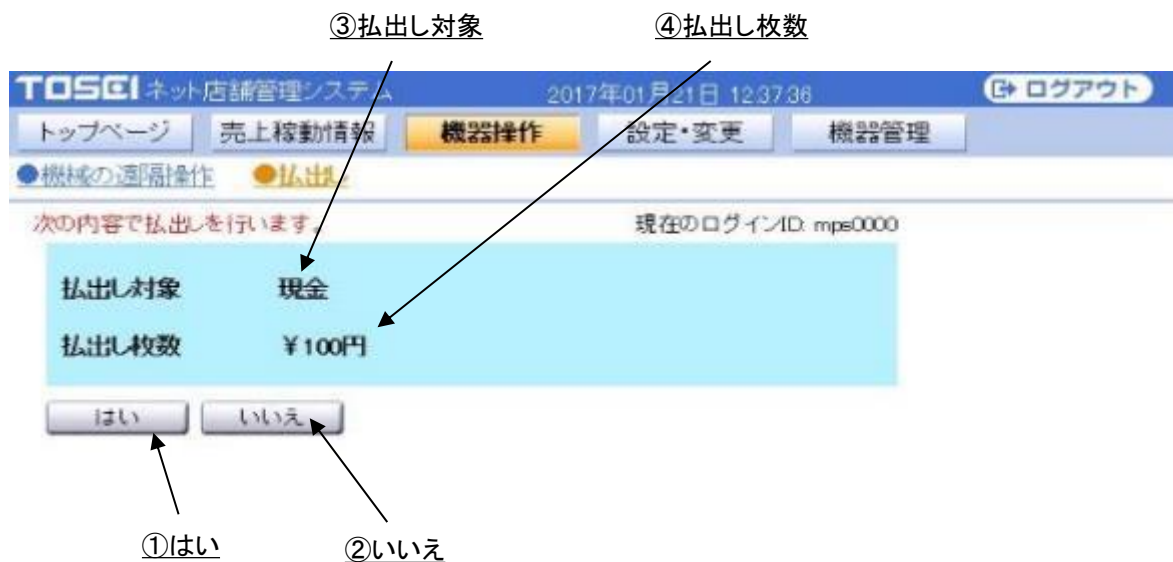 ③払出し対象 ④払出し枚数
TOSEI ネット店舗管理システム 2017年01月21日 12:37:36 ログアウト
トップページ 売上稼動情報 機器操作 設定・変更 機器管理
●機械の遠隔操作 ●払出し
次の内容で払出しを行います。 現在のログインID: mps0000
払出し対象 現金
払出し枚数 ¥100円
はい いいえ
①はい ②いいえ